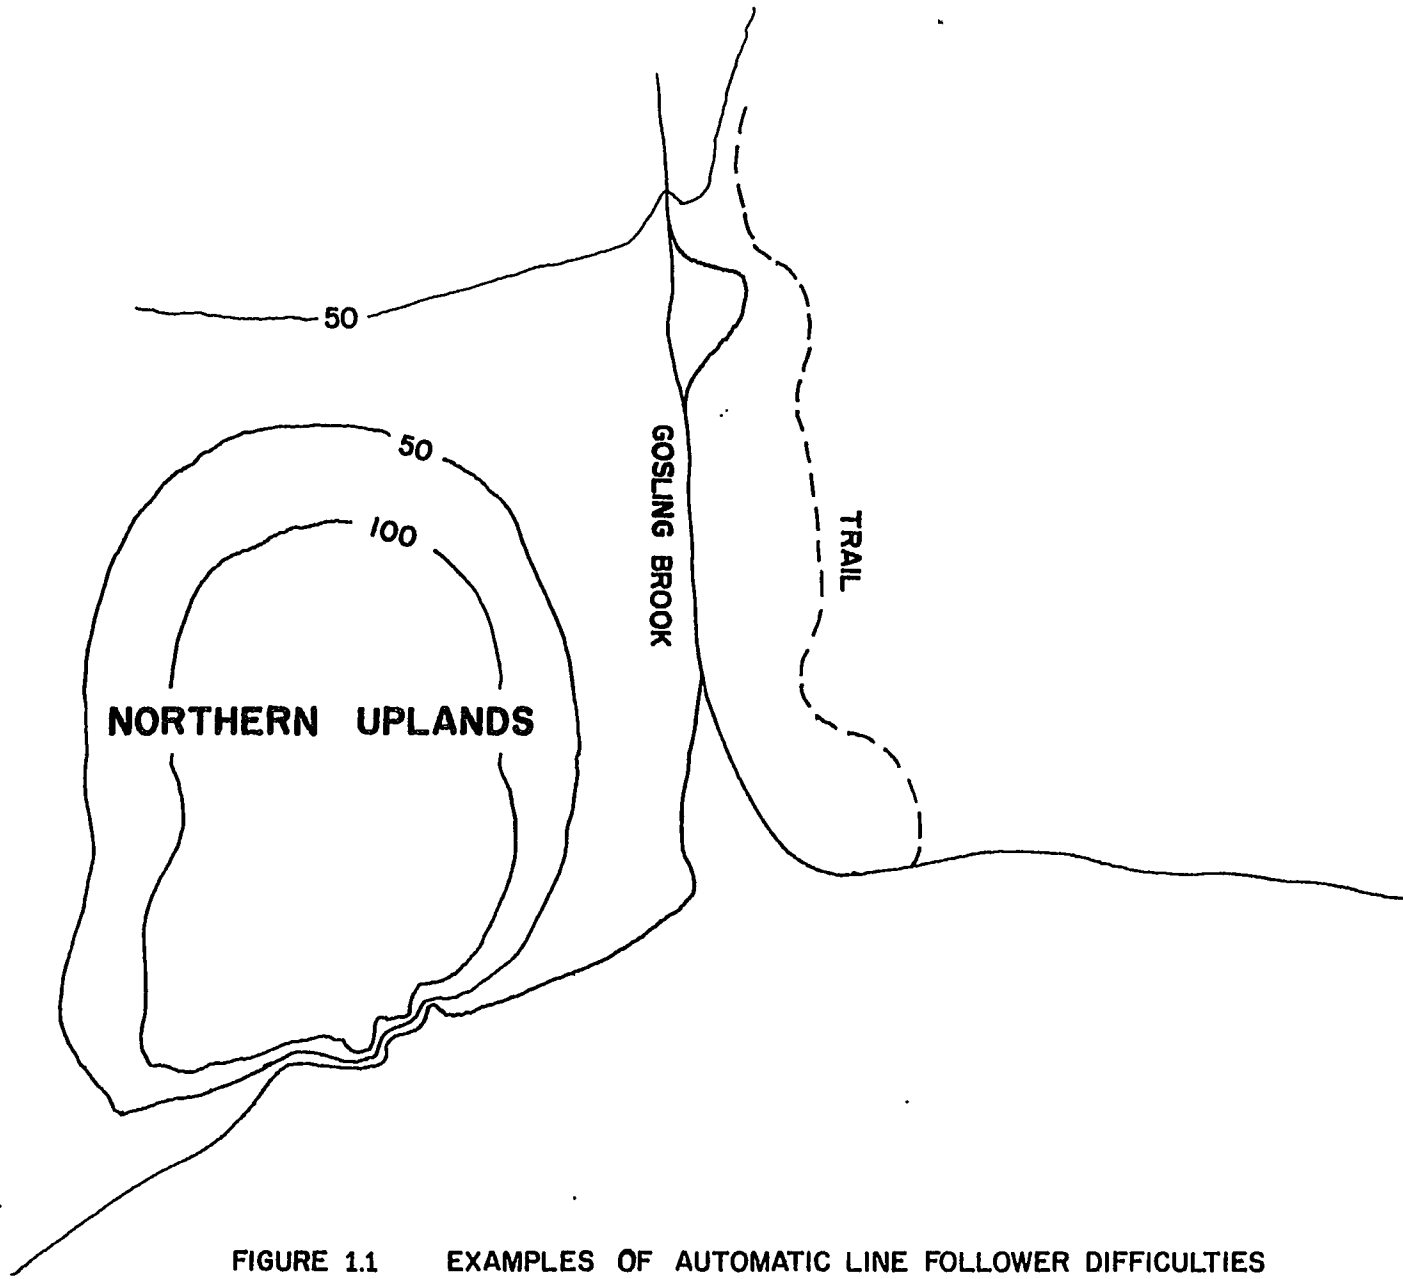 50
50
100
GOSLING BROOK
TRAIL
NORTHERN UPLANDS
FIGURE 1.1 EXAMPLES OF AUTOMATIC LINE FOLLOWER DIFFICULTIES